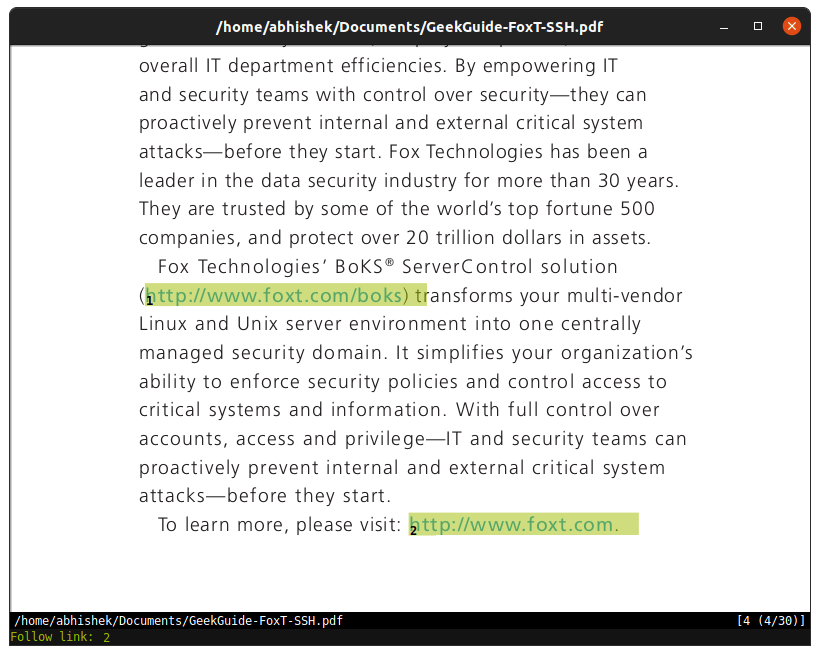 /home/abhishek/Documents/GeekGuide-FoxT-SSH.pdf
overall IT department efficiencies. By empowering IT
and security teams with control over security—they can
proactively prevent internal and external critical system
attacks—before they start. Fox Technologies has been a
leader in the data security industry for more than 30 years.
They are trusted by some of the world’s top fortune 500
companies, and protect over 20 trillion dollars in assets.
Fox Technologies’ BoKS® ServerControl solution
(http://www.foxt.com/boks) transforms your multi-vendor
1
Linux and Unix server environment into one centrally
managed security domain. It simplifies your organization’s
ability to enforce security policies and control access to
critical systems and information. With full control over
accounts, access and privilege—IT and security teams can
proactively prevent internal and external critical system
attacks—before they start.
To learn more, please visit: http://www.foxt.com.
2
/home/abhishek/Documents/GeekGuide-FoxT-SSH.pdf [4 (4/30)]
Follow link: 2